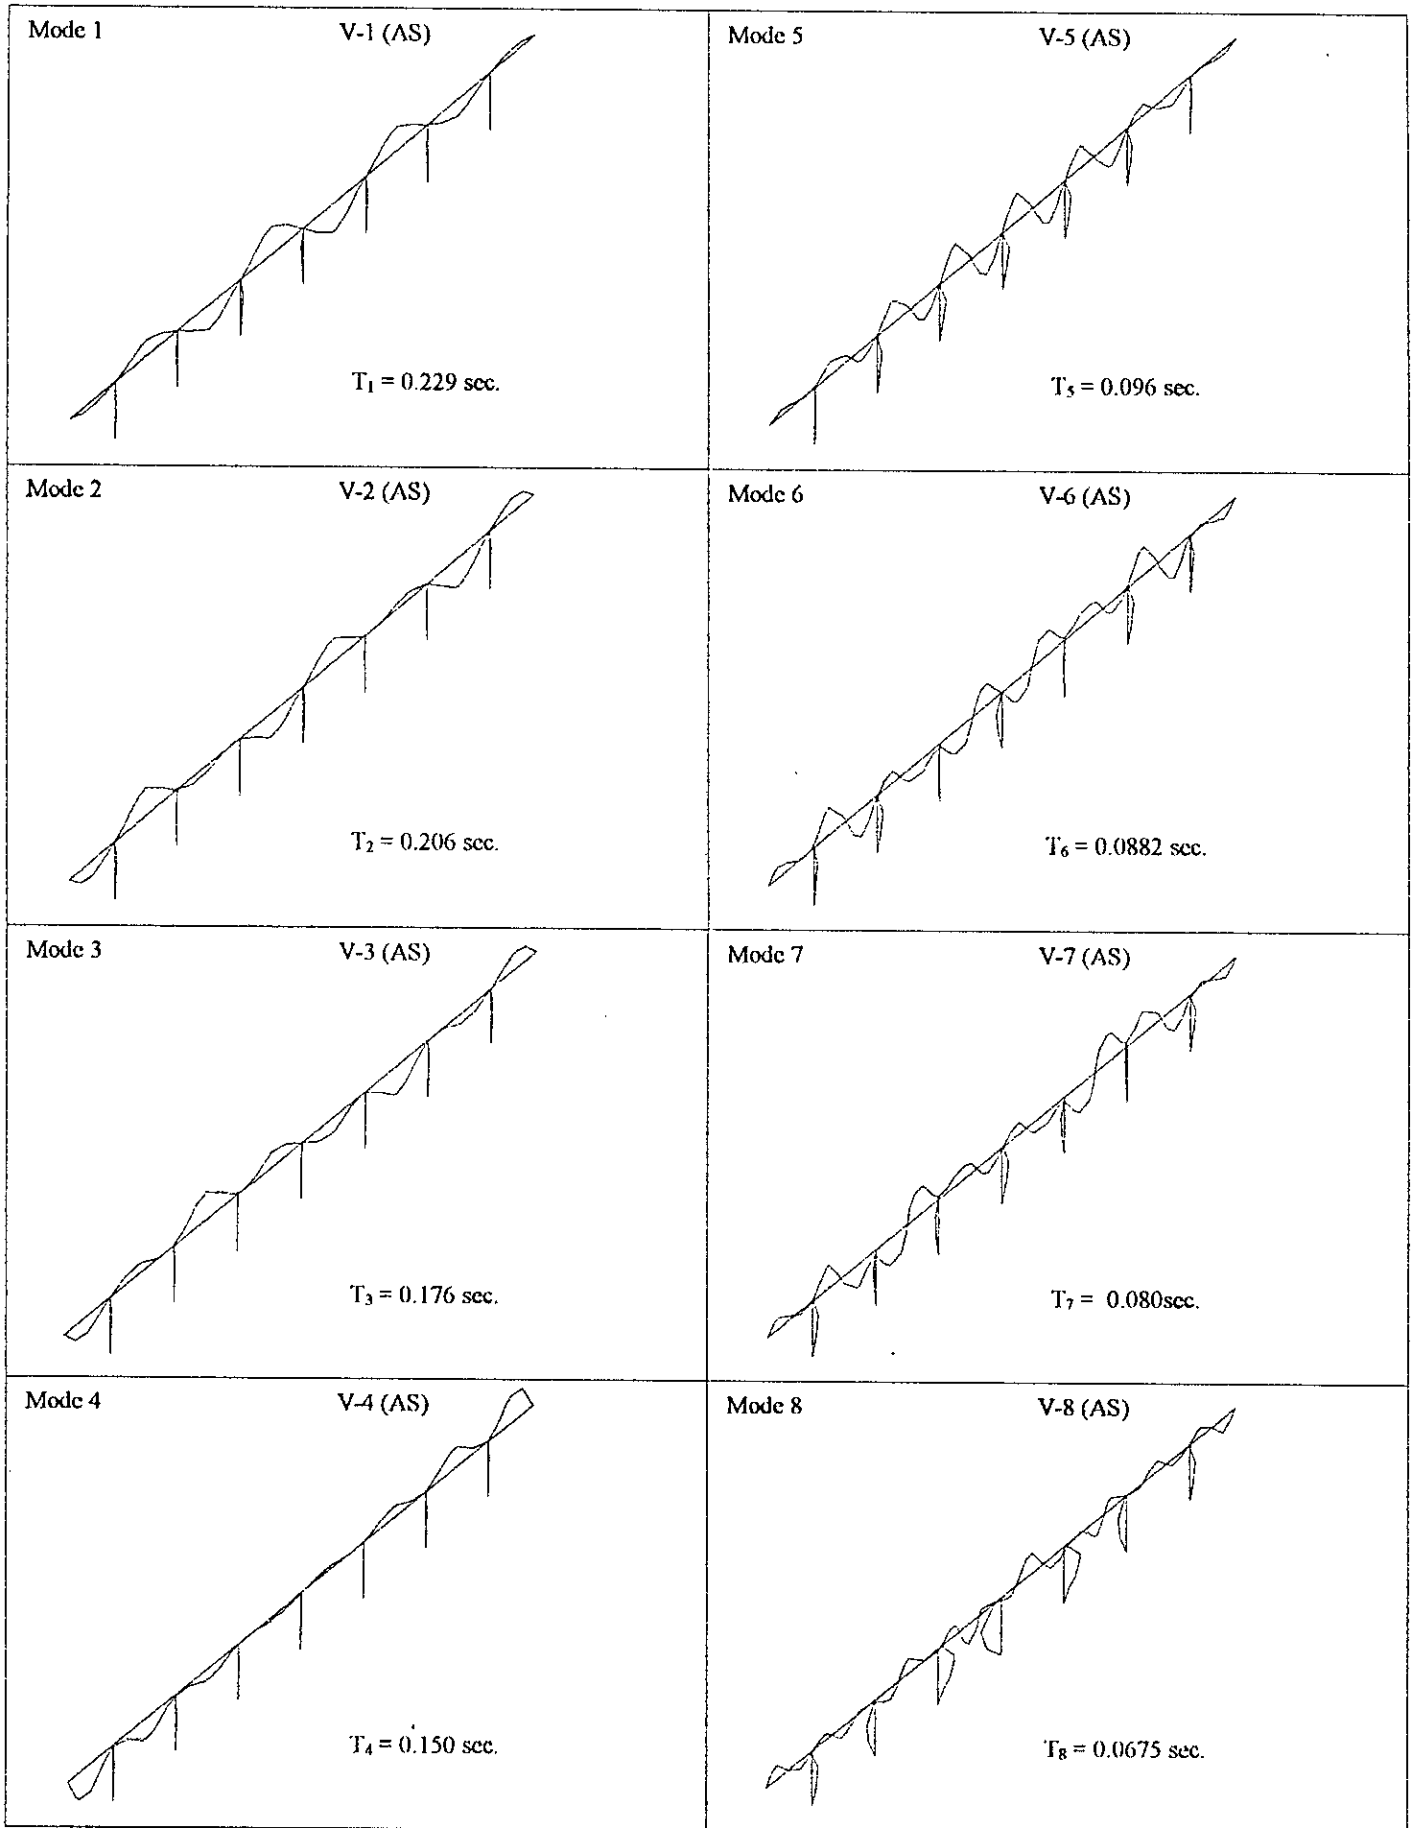 Mode 1 V-1 (AS)
T₁ = 0.229 sec.
Mode 2 V-2 (AS)
T₂ = 0.206 sec.
Mode 3 V-3 (AS)
T₃ = 0.176 sec.
Mode 4 V-4 (AS)
T₄ = 0.150 sec.
Mode 5 V-5 (AS)
T₅ = 0.096 sec.
Mode 6 V-6 (AS)
T₆ = 0.0882 sec.
Mode 7 V-7 (AS)
T₇ = 0.080sec.
Mode 8 V-8 (AS)
T₈ = 0.0675 sec.